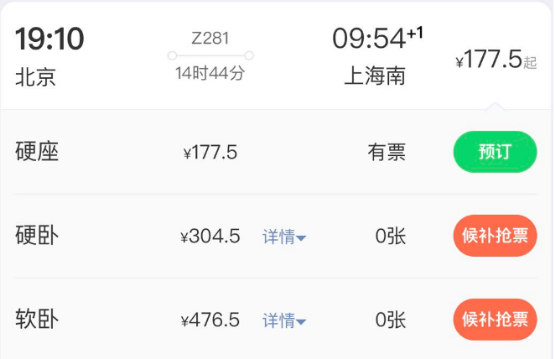 19:10 Z281 09:54+1 ¥177.5起
北京 14时44分 上海南
硬座 ¥177.5 有票 预订
硬卧 ¥304.5 详情 0张 候补抢票
软卧 ¥476.5 详情 0张 候补抢票